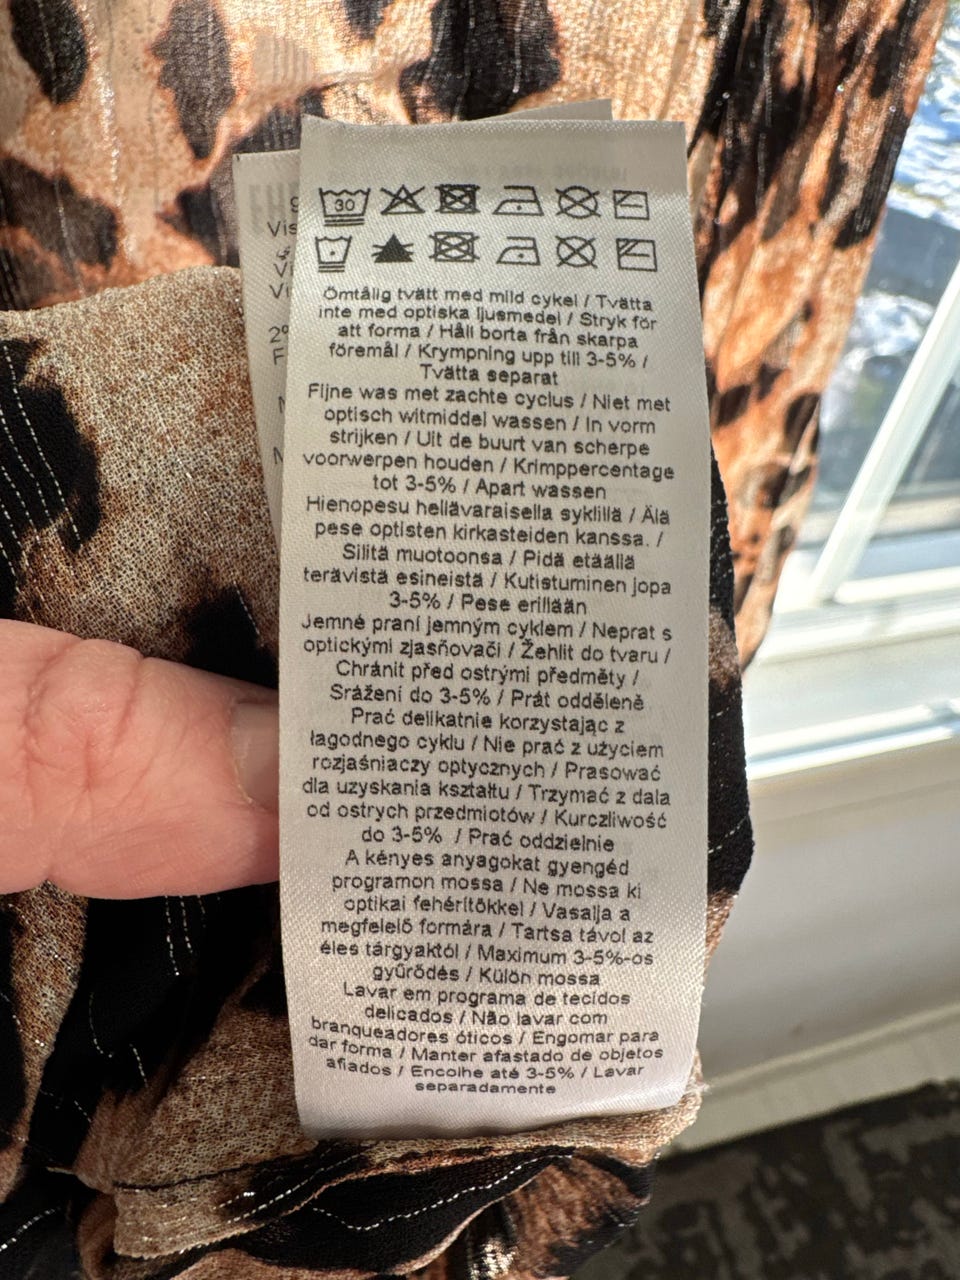 30
Ömtålig tvätt med mild cykel / Tvätta
inte med optiska ljusmedel / Stryk för
att forma / Håll borta från skarpa
föremål / Krympning upp till 3-5% /
Tvätta separat
Fijne was met zachte cyclus / Niet met
optisch witmiddel wassen / In vorm
strijken / Uit de buurt van scherpe
voorwerpen houden / Krimppercentage
tot 3-5% / Apart wassen
Hienopesu hellävaraisella syklillä / Älä
pese optisten kirkasteiden kanssa. /
Silitä muotoonsa / Pidä etäällä
terävistä esineistä / Kutistuminen jopa
3-5% / Pese erillään
Jemné praní jemným cyklem / Neprat s
optickými zjasňovači / Žehlit do tvaru /
Chránit před ostrými předměty /
Srážení do 3-5% / Prát odděleně
Prać delikatnie korzystając z
łagodnego cyklu / Nie prać z użyciem
rozjaśniaczy optycznych / Prasować
dla uzyskania kształtu / Trzymać z dala
od ostrych przedmiotów / Kurczliwość
do 3-5% / Prać oddzielnie
A kényes anyagokat gyengéd
programon mossa / Ne mossa ki
optikai fehérítőkkel / Vasalja a
megfelelő formára / Tartsa távol az
éles tárgyaktól / Maximum 3-5%-os
gyűrődés / Külön mossa
Lavar em programa de tecidos
delicados / Não lavar com
branqueadores óticos / Engomar para
dar forma / Manter afastado de objetos
afiados / Encolhe até 3-5% / Lavar
separadamente